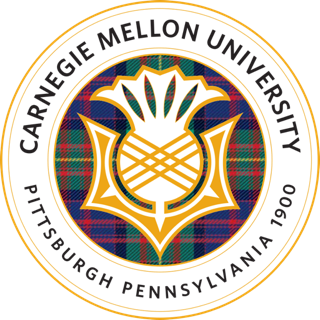 CARNEGIE MELLON UNIVERSITY
PITTSBURGH PENNSYLVANIA 1900